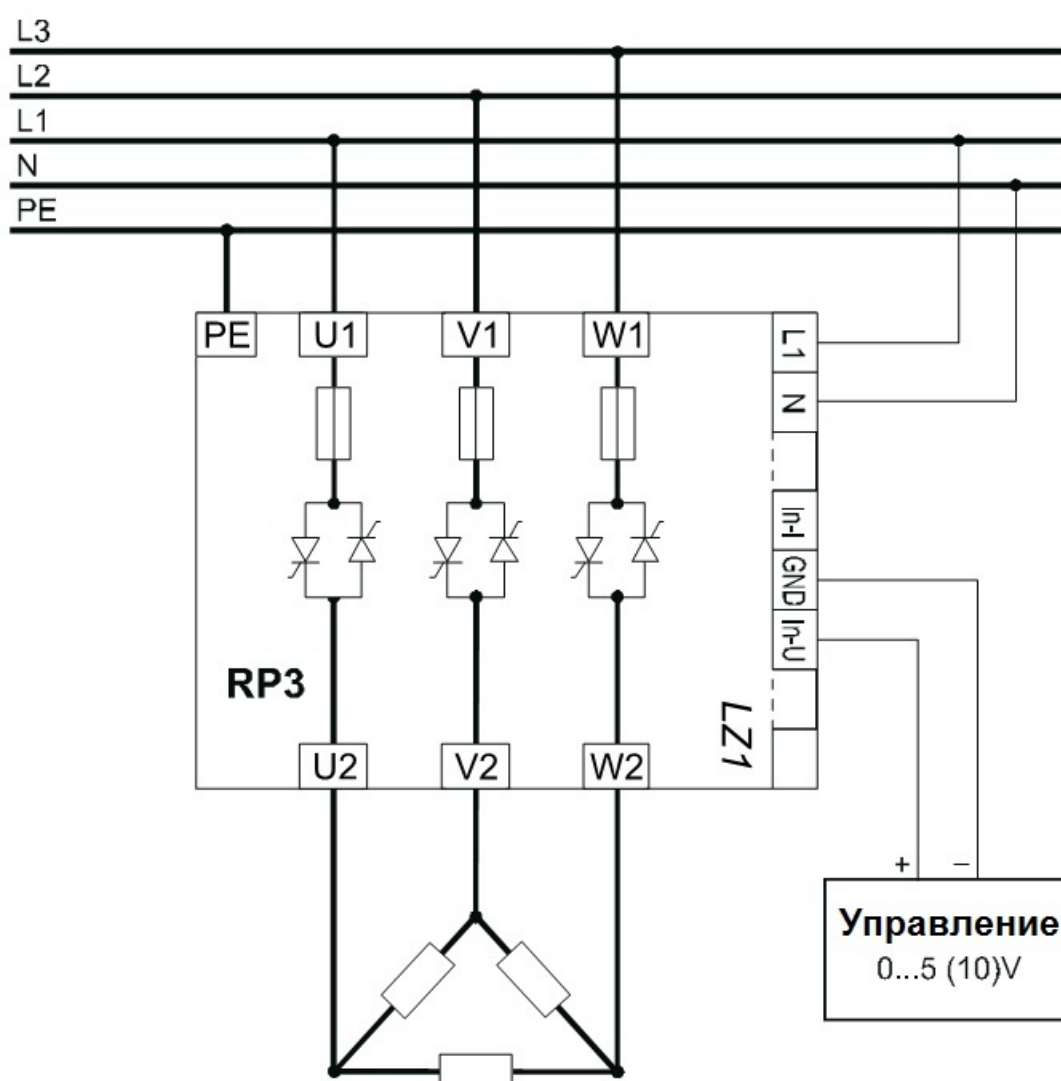 L3
L2
L1
N
PE
PE
U1
V1
W1
L1
N
In-I
GND
In-U
RP3
LZ1
U2
V2
W2
+ −
Управление
0...5 (10)V